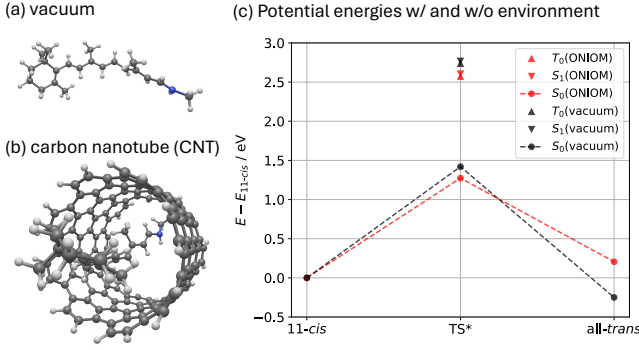 (a) vacuum
(b) carbon nanotube (CNT)
(c) Potential energies w/ and w/o environment
E − E11-cis / eV
3.0
2.5
2.0
1.5
1.0
0.5
0.0
−0.5
T0(ONIOM)
S1(ONIOM)
S0(ONIOM)
T0(vacuum)
S1(vacuum)
S0(vacuum)
11-cis
TS*
all-trans